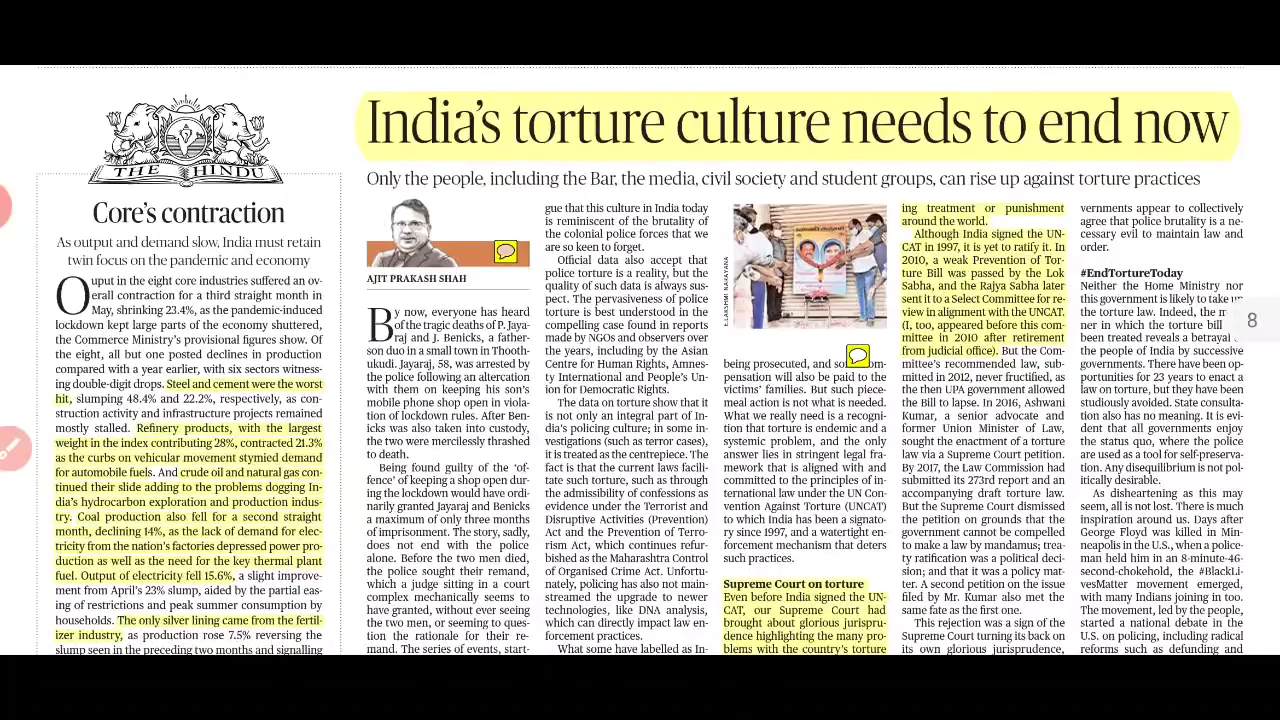 THE HINDU
Core's contraction
As output and demand slow, India must retain
twin focus on the pandemic and economy
Output in the eight core industries suffered an ov-
erall contraction for a third straight month in
May, shrinking 23.4%, as the pandemic-induced
lockdown kept large parts of the economy shuttered,
the Commerce Ministry's provisional figures show. Of
the eight, all but one posted declines in production
compared with a year earlier, with six sectors witness-
ing double-digit drops. Steel and cement were the worst
hit, slumping 48.4% and 22.2%, respectively, as con-
struction activity and infrastructure projects remained
mostly stalled. Refinery products, with the largest
weight in the index contributing 28%, contracted 21.3%
as the curbs on vehicular movement stymied demand
for automobile fuels. And crude oil and natural gas con-
tinued their slide adding to the problems dogging In-
dia's hydrocarbon exploration and production indus-
try. Coal production also fell for a second straight
month, declining 14%, as the lack of demand for elec-
tricity from the nation's factories depressed power pro-
duction as well as the need for the key thermal plant
fuel. Output of electricity fell 15.6%, a slight improve-
ment from April's 23% slump, aided by the partial eas-
ing of restrictions and peak summer consumption by
households. The only silver lining came from the fertil-
izer industry, as production rose 7.5% reversing the
slump seen in the preceding two months and signalling
India's torture culture needs to end now
Only the people, including the Bar, the media, civil society and student groups, can rise up against torture practices
AJIT PRAKASH SHAH
By now, everyone has heard
of the tragic deaths of P. Jaya-
raj and J. Benicks, a father-
son duo in a small town in Thooth-
ukudi. Jayaraj, 58, was arrested by
the police following an altercation
with them on keeping his son's
mobile phone shop open in viola-
tion of lockdown rules. After Ben-
icks was also taken into custody,
the two were mercilessly thrashed
to death.
Being found guilty of the 'of-
fence' of keeping a shop open dur-
ing the lockdown would have ordi-
narily granted Jayaraj and Benicks
a maximum of only three months
of imprisonment. The story, sadly,
does not end with the police
alone. Before the two men died,
the police sought their remand,
which a judge sitting in a court
complex mechanically seems to
have granted, without ever seeing
the two men, or seeming to ques-
tion the rationale for their re-
mand. The series of events, start-
gue that this culture in India today
is reminiscent of the brutality of
the colonial police forces that we
are so keen to forget.
Official data also accept that
police torture is a reality, but the
quality of such data is always sus-
pect. The pervasiveness of police
torture is best understood in the
compelling case found in reports
made by NGOs and observers over
the years, including by the Asian
Centre for Human Rights, Amnes-
ty International and People's Un-
ion for Democratic Rights.
The data on torture show that it
is not only an integral part of In-
dia's policing culture; in some in-
vestigations (such as terror cases),
it is treated as the centrepiece. The
fact is that the current laws facili-
tate such torture, such as through
the admissibility of confessions as
evidence under the Terrorist and
Disruptive Activities (Prevention)
Act and the Prevention of Terror-
ism Act, which continues refur-
bished as the Maharashtra Control
of Organised Crime Act. Unfortu-
nately, policing has also not main-
streamed the upgrade to newer
technologies, like DNA analysis,
which can directly impact law en-
forcement practices.
What some have labelled as In-
E.LAKSHMI NARAYANA
being prosecuted, and so
pensation will also be paid to the
victims' families. But such piece-
meal action is not what is needed.
What we really need is a recogni-
tion that torture is endemic and a
systemic problem, and the only
answer lies in stringent legal fra-
mework that is aligned with and
committed to the principles of in-
ternational law under the UN Con-
vention Against Torture (UNCAT)
to which India has been a signato-
ry since 1997, and a watertight en-
forcement mechanism that deters
such practices.
Supreme Court on torture
Even before India signed the UN-
CAT, our Supreme Court had
brought about glorious jurispru-
dence highlighting the many pro-
blems with the country's torture
ing treatment or punishment
around the world.
Although India signed the UN-
CAT in 1997, it is yet to ratify it. In
2010, a weak Prevention of Tor-
ture Bill was passed by the Lok
Sabha, and the Rajya Sabha later
sent it to a Select Committee for re-
view in alignment with the UNCAT.
(I, too, appeared before this com-
mittee in 2010 after retirement
from judicial office). But the Com-
mittee's recommended law, sub-
mitted in 2012, never fructified, as
the then UPA government allowed
the Bill to lapse. In 2016, Ashwani
Kumar, a senior advocate and
former Union Minister of Law,
sought the enactment of a torture
law via a Supreme Court petition.
By 2017, the Law Commission had
submitted its 273rd report and an
accompanying draft torture law.
But the Supreme Court dismissed
the petition on grounds that the
government cannot be compelled
to make a law by mandamus; trea-
ty ratification was a political deci-
sion; and that it was a policy mat-
ter. A second petition on the issue
filed by Mr. Kumar also met the
same fate as the first one.
This rejection was a sign of the
Supreme Court turning its back on
its own glorious jurisprudence,
vernments appear to collectively
agree that police brutality is a ne-
cessary evil to maintain law and
order.
#EndTortureToday
Neither the Home Ministry nor
this government is likely to take
the torture law. Indeed, the
ner in which the torture bill
been treated reveals a betrayal
the people of India by successive
governments. There have been op-
portunities for 23 years to enact a
law on torture, but they have been
studiously avoided. State consulta-
tion also has no meaning. It is evi-
dent that all governments enjoy
the status quo, where the police
are used as a tool for self-preserva-
tion. Any disequilibrium is not pol-
itically desirable.
As disheartening as this may
seem, all is not lost. There is much
inspiration around us. Days after
George Floyd was killed in Min-
neapolis in the U.S., when a police-
man held him in an 8-minute-46-
second-chokehold, the #BlackLi-
vesMatter movement emerged,
with many Indians joining in too.
The movement, led by the people,
started a national debate in the
U.S. on policing, including radical
reforms such as defunding and
8